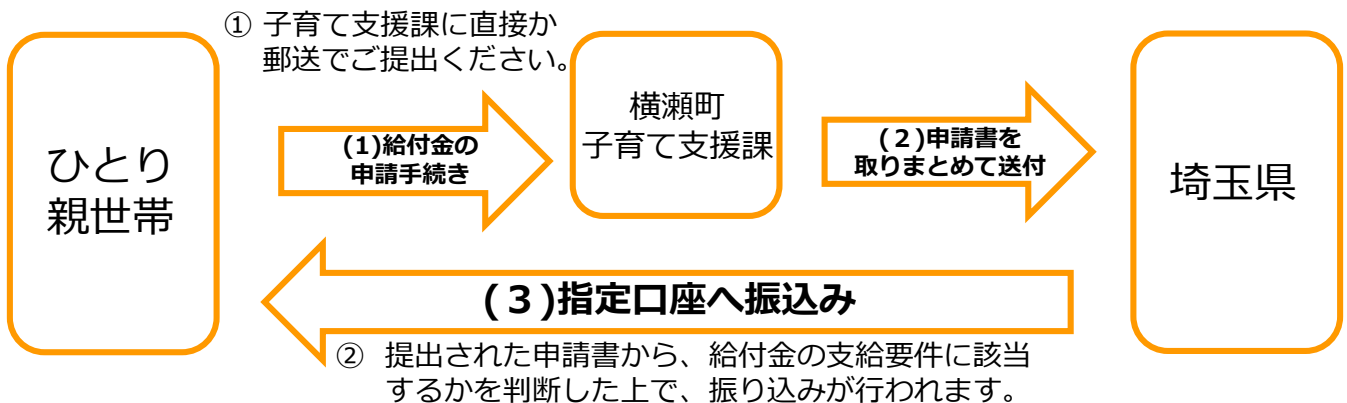 ① 子育て支援課に直接か
郵送でご提出ください。
ひとり
親世帯
(1)給付金の
申請手続き
横瀬町
子育て支援課
(２)申請書を
取りまとめて送付
埼玉県
(３)指定口座へ振込み
② 提出された申請書から、給付金の支給要件に該当
するかを判断した上で、振り込みが行われます。